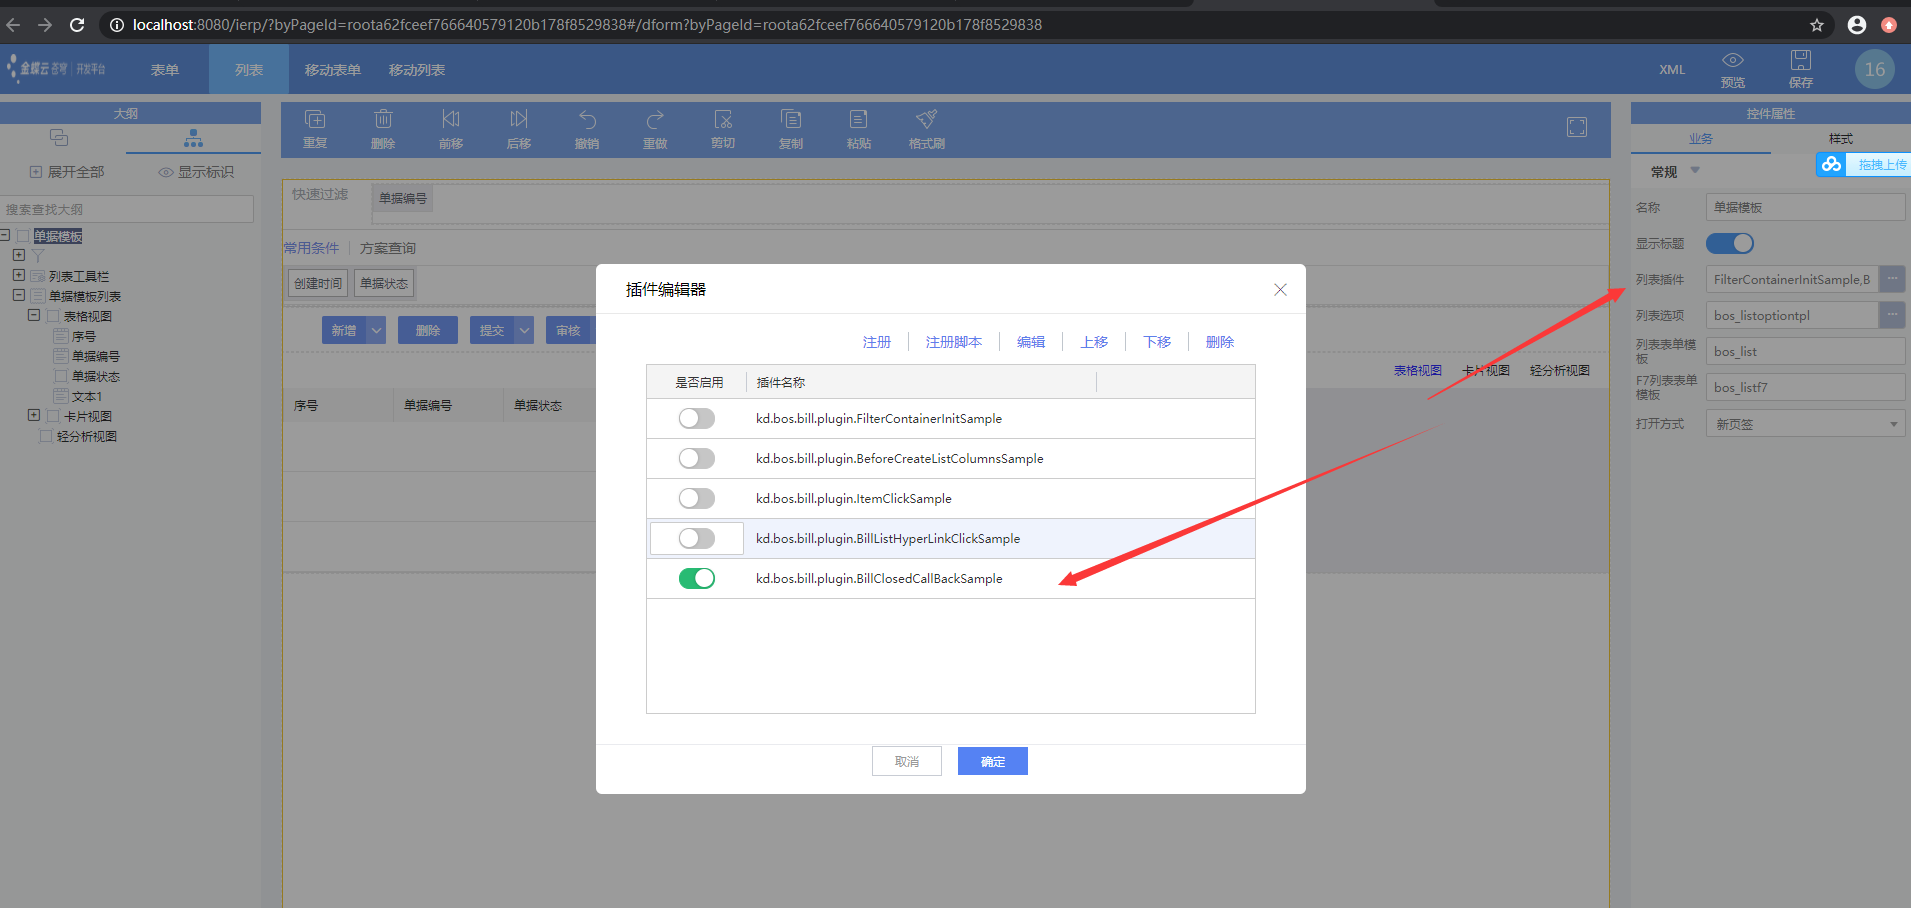 localhost:8080/ierp/?byPageId=roota62fceef766640579120b178f8529838#/dform?byPageId=roota62fceef766640579120b178f8529838
金蝶云苍穹 | 开发平台
表单
列表
移动表单
移动列表
XML
预览
保存
16
大纲
展开全部
显示标识
搜索查找大纲
单据模板
列表工具栏
单据模板列表
表格视图
序号
单据编号
单据状态
文本1
卡片视图
轻分析视图
重复
删除
前移
后移
撤销
重做
剪切
复制
粘贴
格式刷
快速过滤
单据编号
常用条件
方案查询
创建时间
单据状态
新增
删除
提交
审核
表格视图
卡片视图
轻分析视图
序号
单据编号
单据状态
插件编辑器
注册
注册脚本
编辑
上移
下移
删除
是否启用
插件名称
kd.bos.bill.plugin.FilterContainerInitSample
kd.bos.bill.plugin.BeforeCreateListColumnsSample
kd.bos.bill.plugin.ItemClickSample
kd.bos.bill.plugin.BillListHyperLinkClickSample
kd.bos.bill.plugin.BillClosedCallBackSample
取消
确定
控件属性
业务
样式
拖拽上传
常规
名称
单据模板
显示标题
列表插件
FilterContainerInitSample,B
列表选项
bos_listoptiontpl
列表表单模
板
bos_list
F7列表表单
模板
bos_listf7
打开方式
新页签